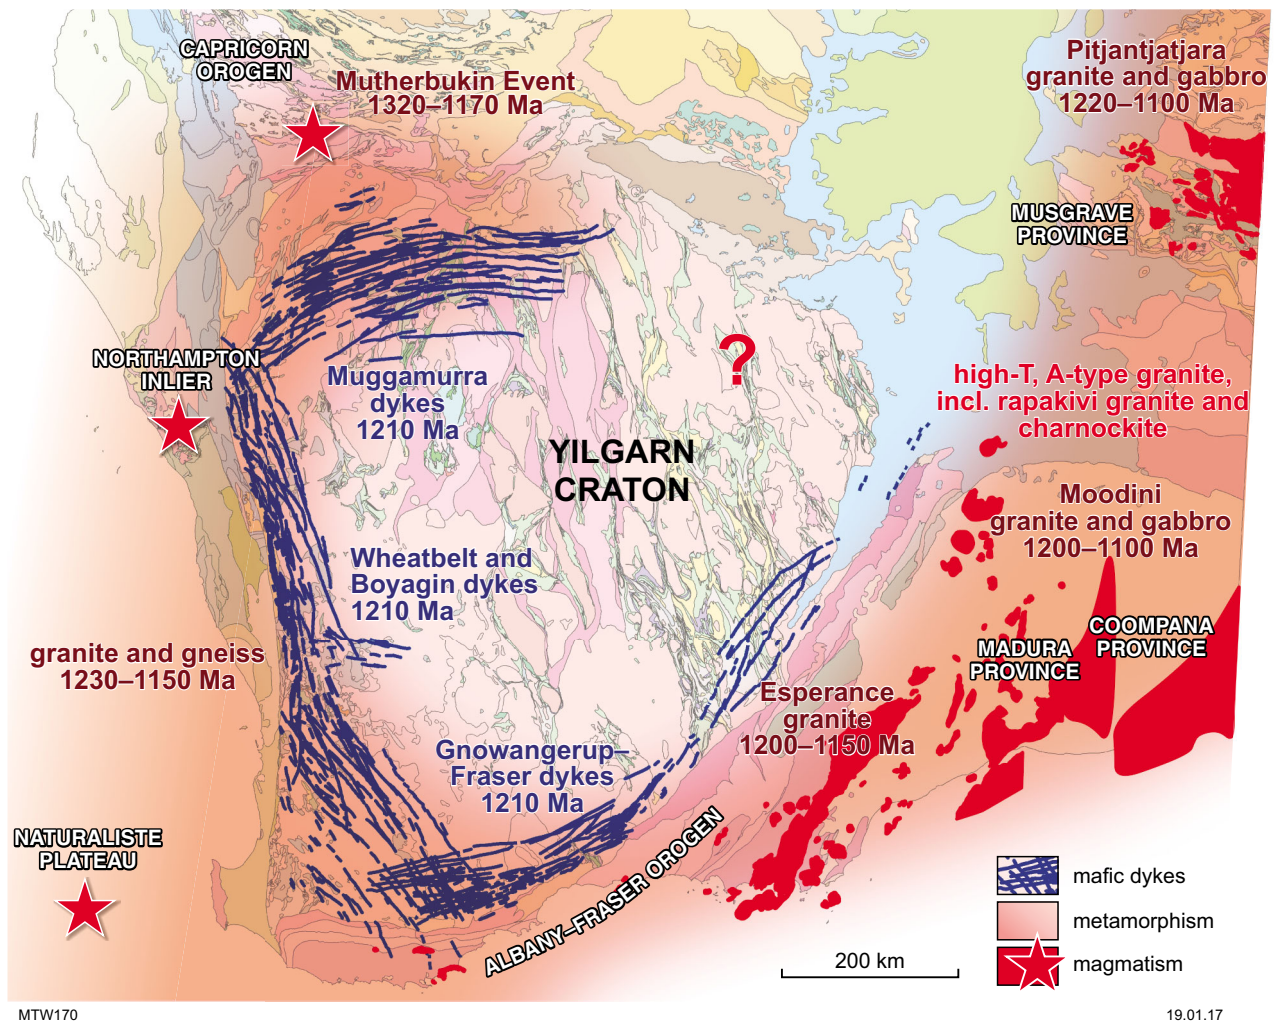 CAPRICORN
OROGEN
Mutherbukin Event
1320–1170 Ma
Pitjantjatjara
granite and gabbro
1220–1100 Ma
MUSGRAVE
PROVINCE
NORTHAMPTON
INLIER
Muggamurra
dykes
1210 Ma
?
high-T, A-type granite,
incl. rapakivi granite and
charnockite
YILGARN
CRATON
Moodini
granite and gabbro
1200–1100 Ma
Wheatbelt and
Boyagin dykes
1210 Ma
granite and gneiss
1230–1150 Ma
MADURA
PROVINCE
COOMPANA
PROVINCE
Esperance
granite
1200–1150 Ma
Gnowangerup–
Fraser dykes
1210 Ma
NATURALISTE
PLATEAU
ALBANY–FRASER OROGEN
200 km
mafic dykes
metamorphism
magmatism
MTW170
19.01.17